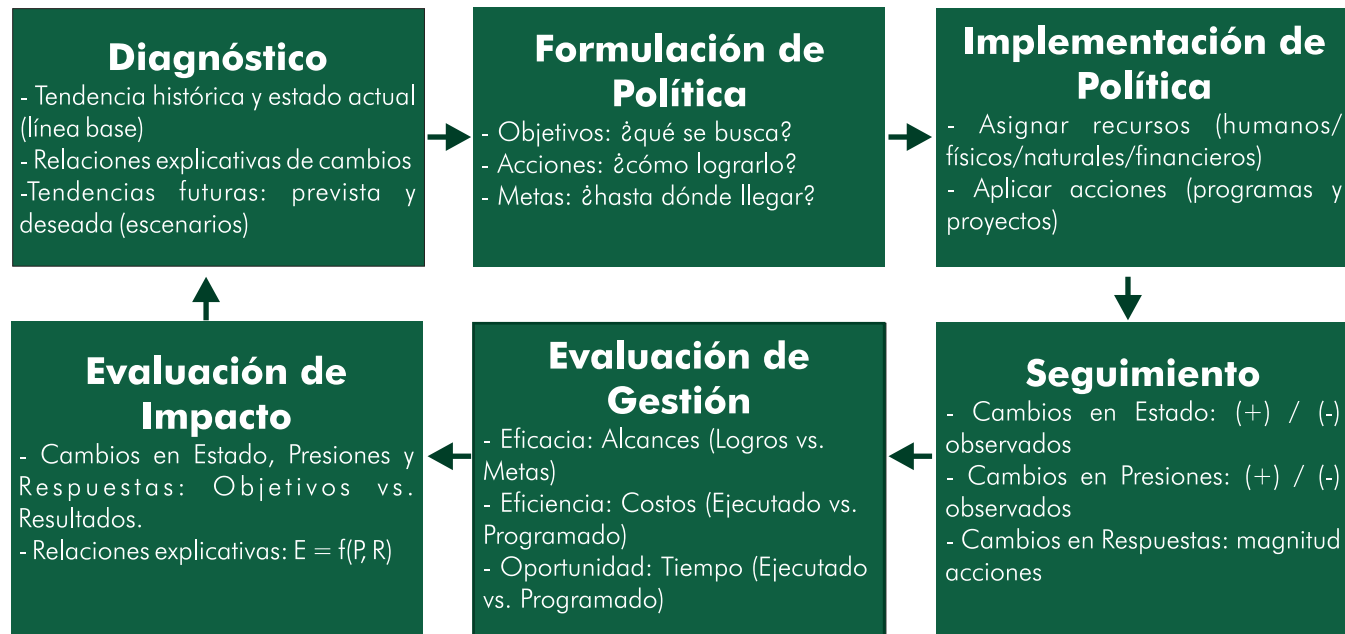 Diagnóstico
- Tendencia histórica y estado actual
(línea base)
- Relaciones explicativas de cambios
-Tendencias futuras: prevista y
deseada (escenarios)
Formulación de
Política
- Objetivos: ¿qué se busca?
- Acciones: ¿cómo lograrlo?
- Metas: ¿hasta dónde llegar?
Implementación de
Política
- Asignar recursos (humanos/
físicos/naturales/financieros)
- Aplicar acciones (programas y
proyectos)
Seguimiento
- Cambios en Estado: (+) / (-)
observados
- Cambios en Presiones: (+) / (-)
observados
- Cambios en Respuestas: magnitud
acciones
Evaluación de
Gestión
- Eficacia: Alcances (Logros vs.
Metas)
- Eficiencia: Costos (Ejecutado vs.
Programado)
- Oportunidad: Tiempo (Ejecutado
vs. Programado)
Evaluación de
Impacto
- Cambios en Estado, Presiones y
Respuestas: Objetivos vs.
Resultados.
- Relaciones explicativas: E = f(P, R)